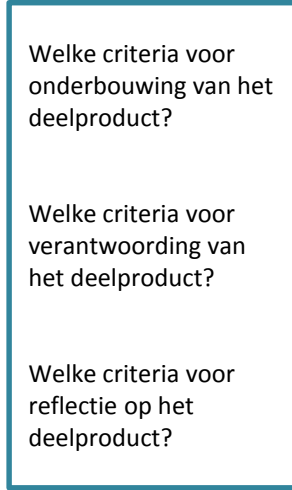 Welke criteria voor
onderbouwing van het
deelproduct?
Welke criteria voor
verantwoording van
het deelproduct?
Welke criteria voor
reflectie op het
deelproduct?